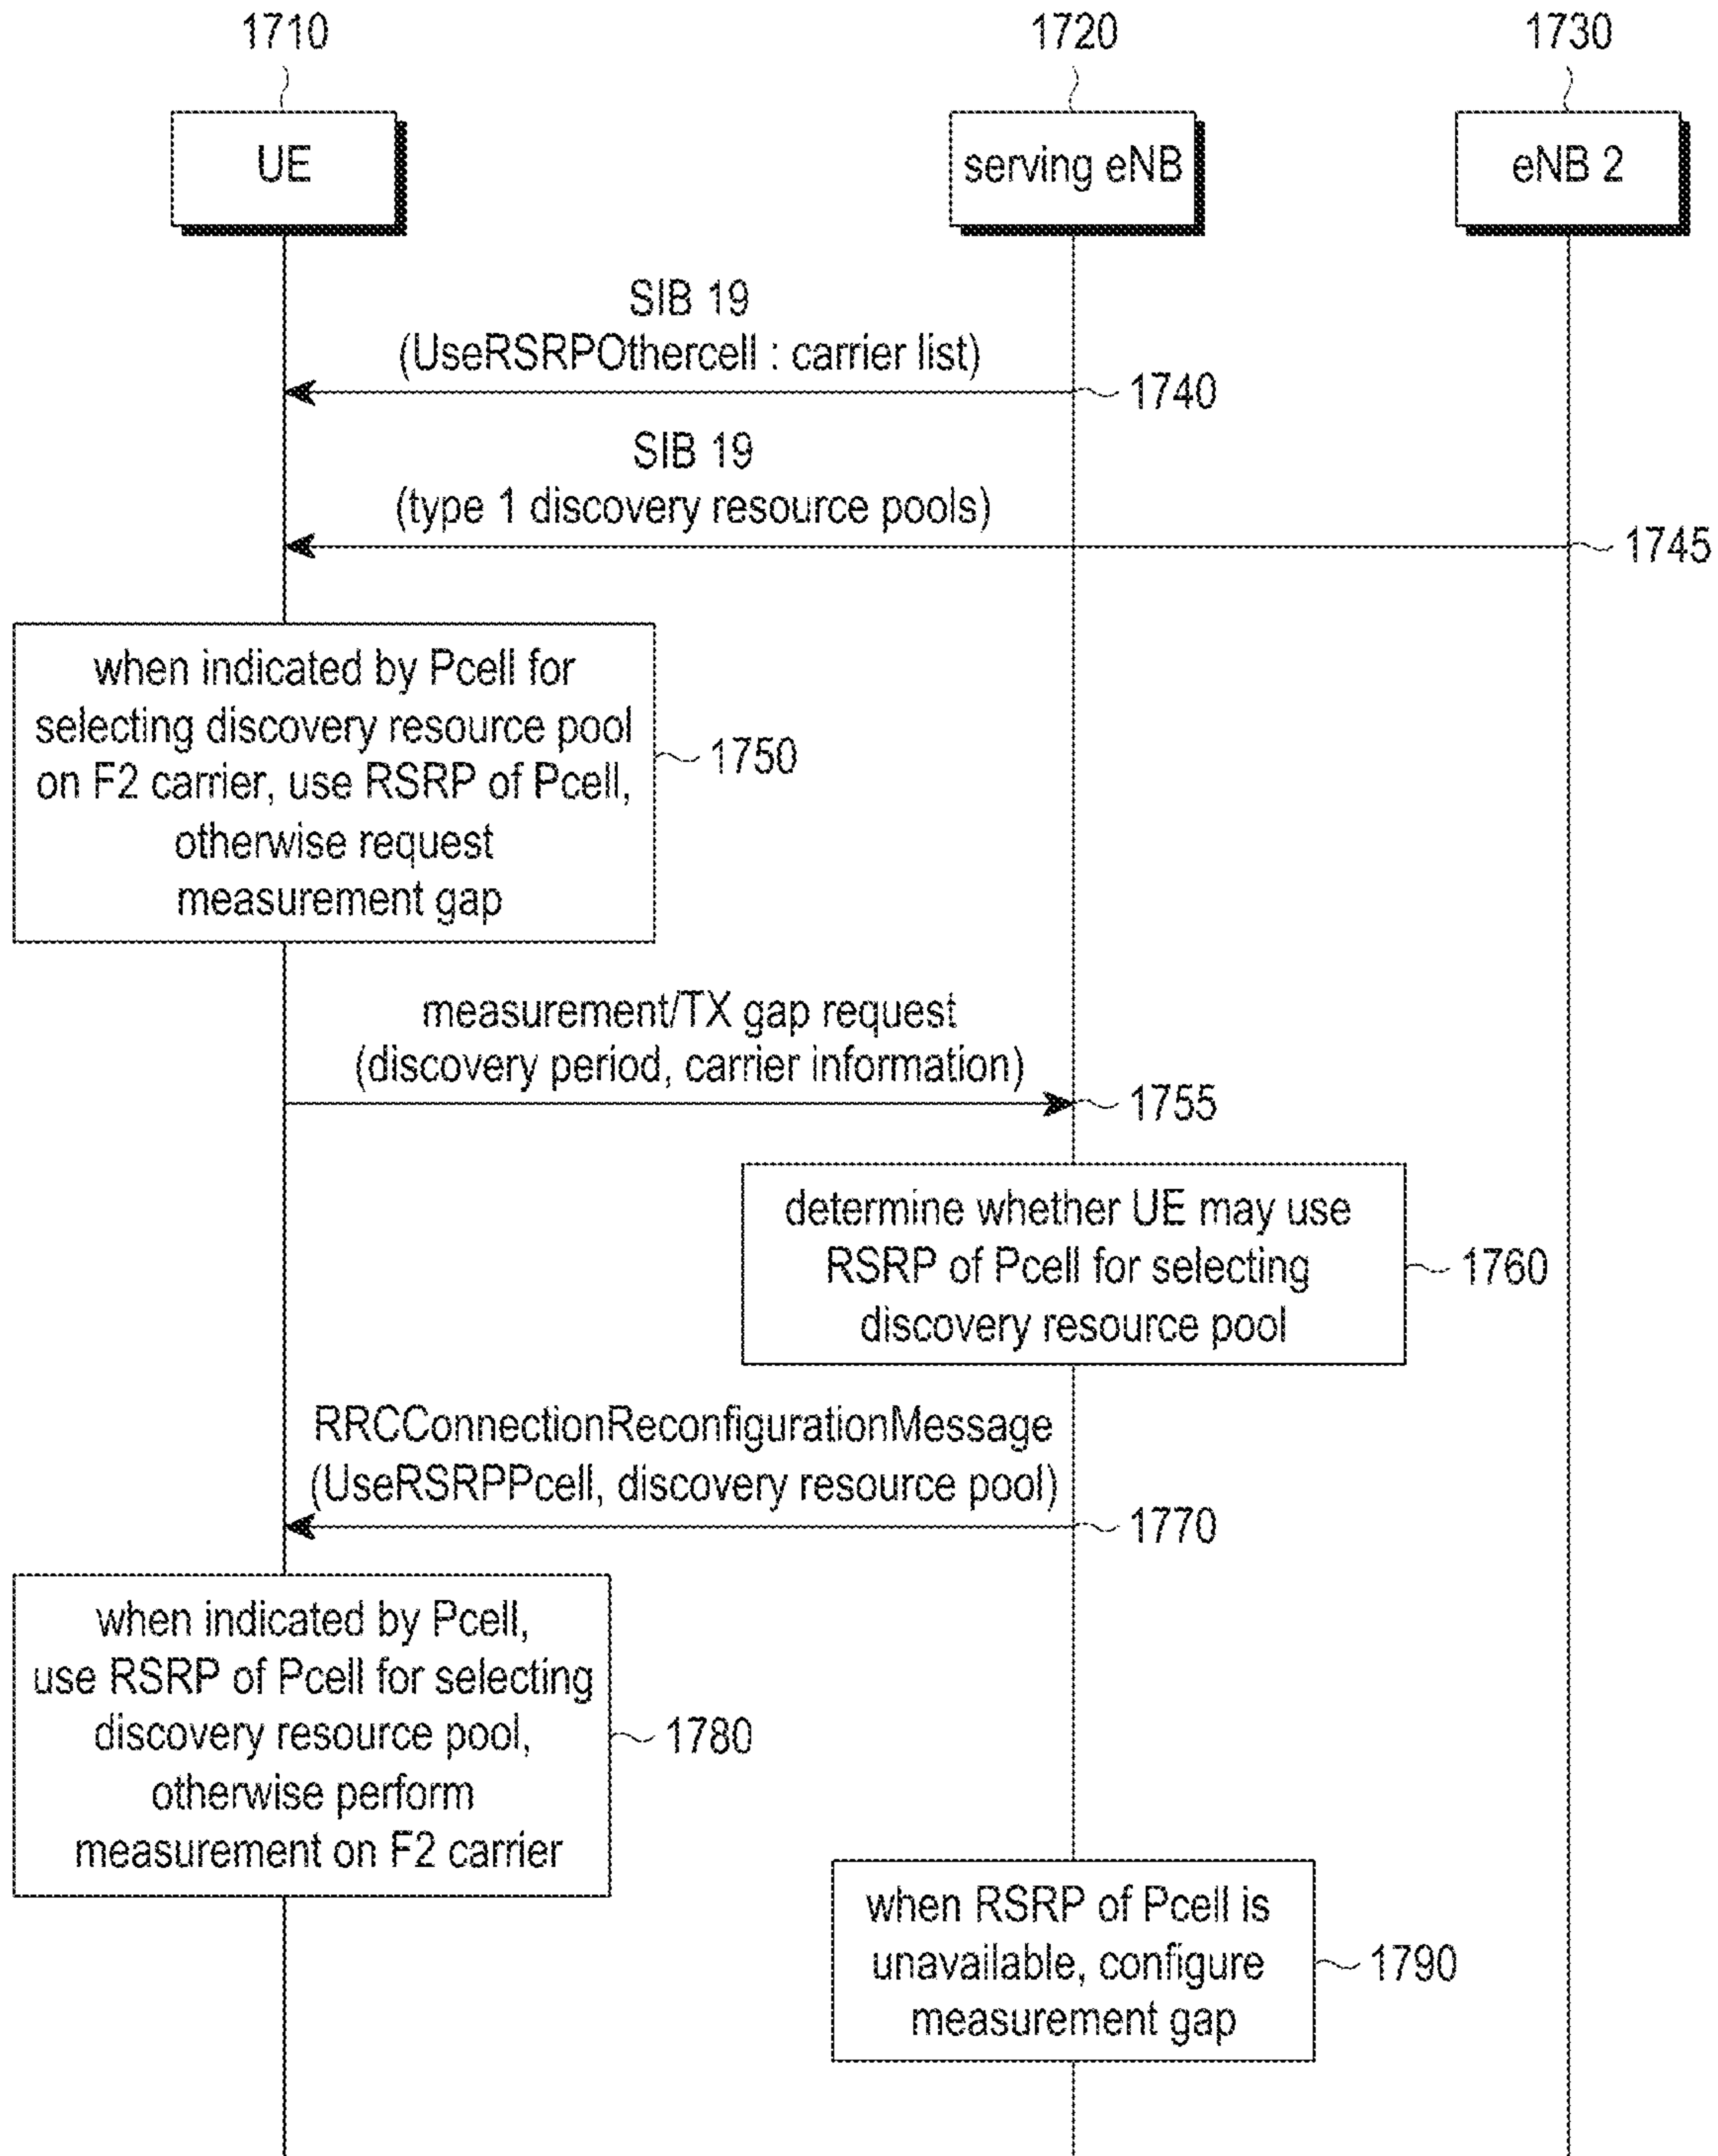 1710
1720
1730
UE
serving eNB
eNB 2
SIB 19
(UseRSRPOthercell : carrier list)
1740
SIB 19
(type 1 discovery resource pools)
1745
when indicated by Pcell for
selecting discovery resource pool
on F2 carrier, use RSRP of Pcell,
otherwise request
measurement gap
1750
measurement/TX gap request
(discovery period, carrier information)
1755
determine whether UE may use
RSRP of Pcell for selecting
discovery resource pool
1760
RRCConnectionReconfigurationMessage
(UseRSRPPcell, discovery resource pool)
1770
when indicated by Pcell,
use RSRP of Pcell for selecting
discovery resource pool,
otherwise perform
measurement on F2 carrier
1780
when RSRP of Pcell is
unavailable, configure
measurement gap
1790